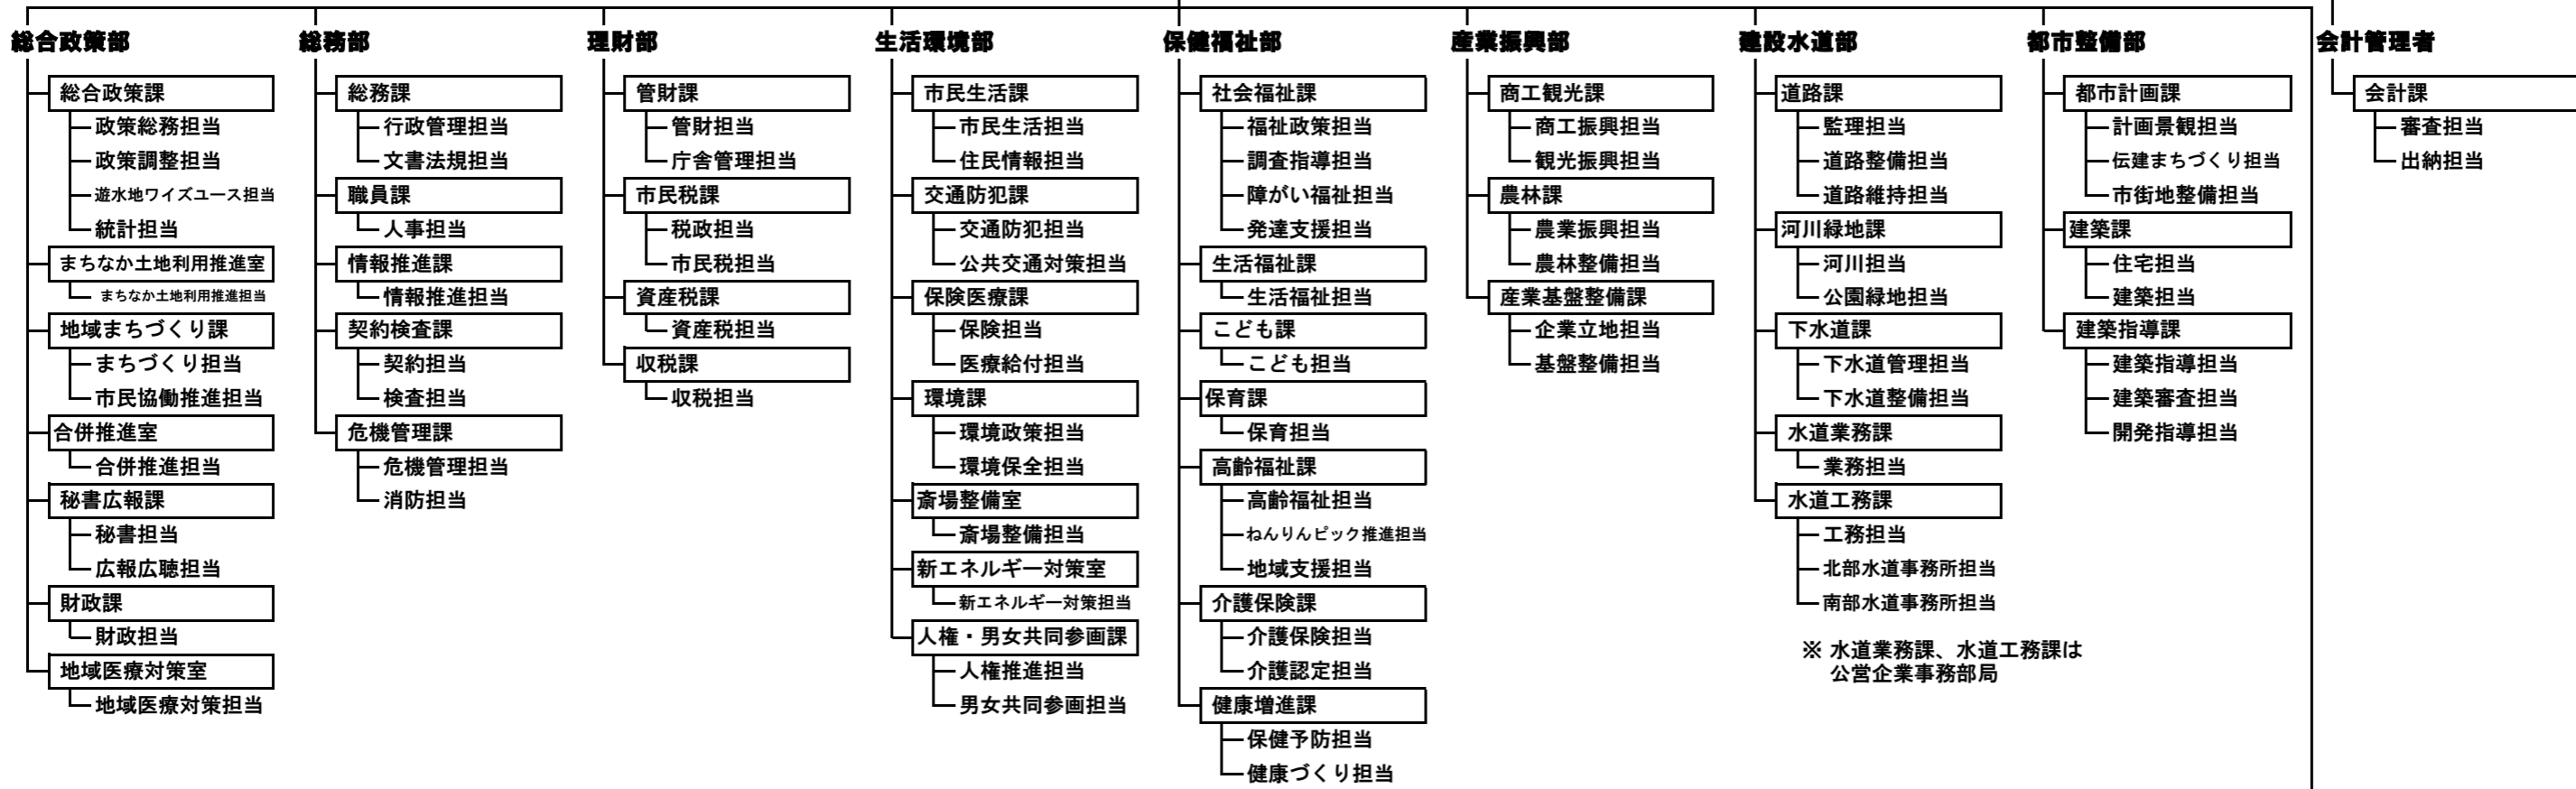 総合政策部
総合政策課
政策総務担当
政策調整担当
遊水地ワイズユース担当
統計担当
まちなか土地利用推進室
まちなか土地利用推進担当
地域まちづくり課
まちづくり担当
市民協働推進担当
合併推進室
合併推進担当
秘書広報課
秘書担当
広報広聴担当
財政課
財政担当
地域医療対策室
地域医療対策担当
総務部
総務課
行政管理担当
文書法規担当
職員課
人事担当
情報推進課
情報推進担当
契約検査課
契約担当
検査担当
危機管理課
危機管理担当
消防担当
理財部
管財課
管財担当
庁舎管理担当
市民税課
税政担当
市民税担当
資産税課
資産税担当
収税課
収税担当
生活環境部
市民生活課
市民生活担当
住民情報担当
交通防犯課
交通防犯担当
公共交通対策担当
保険医療課
保険担当
医療給付担当
環境課
環境政策担当
環境保全担当
斎場整備室
斎場整備担当
新エネルギー対策室
新エネルギー対策担当
人権・男女共同参画課
人権推進担当
男女共同参画担当
保健福祉部
社会福祉課
福祉政策担当
調査指導担当
障がい福祉担当
発達支援担当
生活福祉課
生活福祉担当
こども課
こども担当
保育課
保育担当
高齢福祉課
高齢福祉担当
ねんりんピック推進担当
地域支援担当
介護保険課
介護保険担当
介護認定担当
健康増進課
保健予防担当
健康づくり担当
産業振興部
商工観光課
商工振興担当
観光振興担当
農林課
農業振興担当
農林整備担当
産業基盤整備課
企業立地担当
基盤整備担当
建設水道部
道路課
監理担当
道路整備担当
道路維持担当
河川緑地課
河川担当
公園緑地担当
下水道課
下水道管理担当
下水道整備担当
水道業務課
業務担当
水道工務課
工務担当
北部水道事務所担当
南部水道事務所担当
※ 水道業務課、水道工務課は
公営企業事務部局
都市整備部
都市計画課
計画景観担当
伝建まちづくり担当
市街地整備担当
建築課
住宅担当
建築担当
建築指導課
建築指導担当
建築審査担当
開発指導担当
会計管理者
会計課
審査担当
出納担当